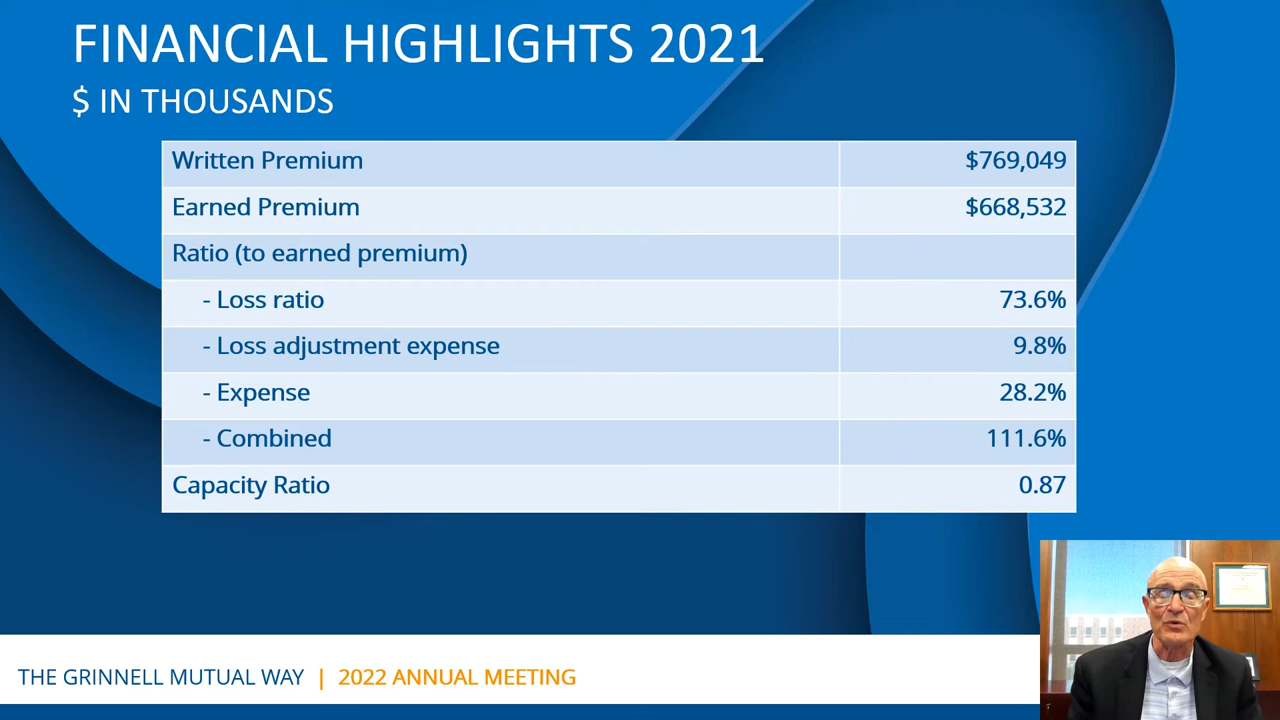 FINANCIAL HIGHLIGHTS 2021
$ IN THOUSANDS
Written Premium $769,049
Earned Premium $668,532
Ratio (to earned premium)
- Loss ratio 73.6%
- Loss adjustment expense 9.8%
- Expense 28.2%
- Combined 111.6%
Capacity Ratio 0.87
THE GRINNELL MUTUAL WAY | 2022 ANNUAL MEETING